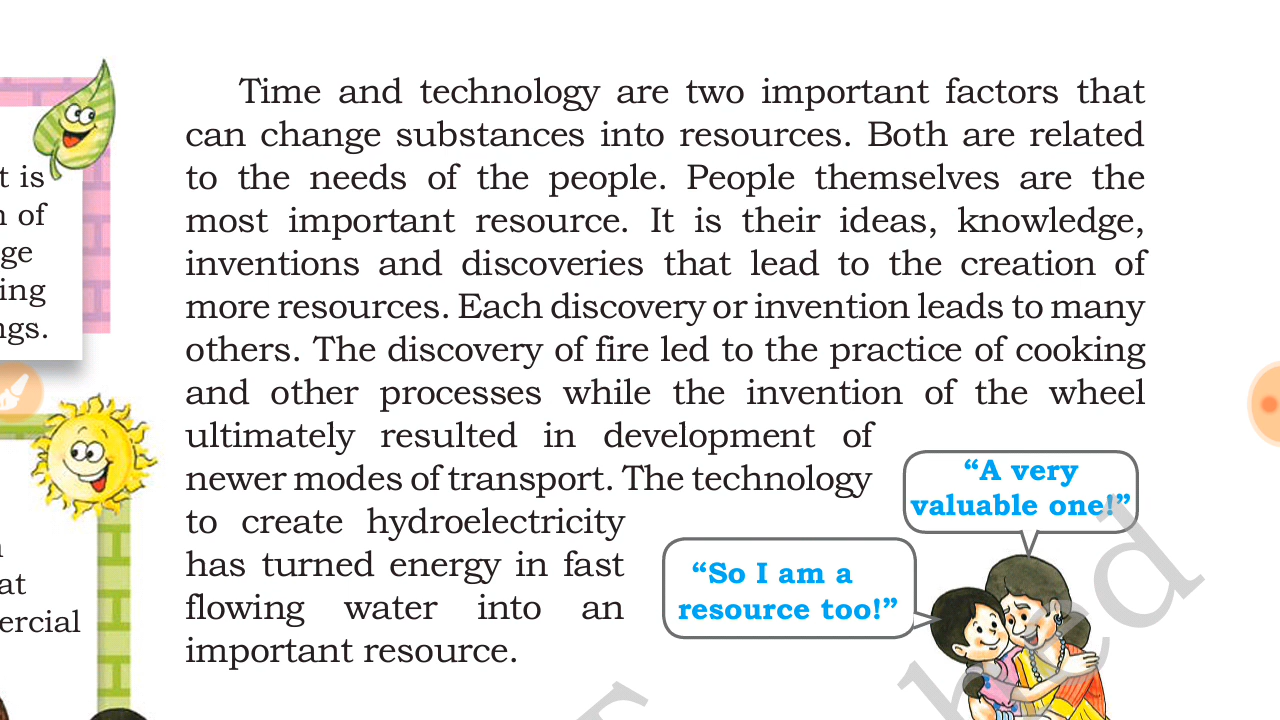 Time and technology are two important factors that
can change substances into resources. Both are related
to the needs of the people. People themselves are the
most important resource. It is their ideas, knowledge,
inventions and discoveries that lead to the creation of
more resources. Each discovery or invention leads to many
others. The discovery of fire led to the practice of cooking
and other processes while the invention of the wheel
ultimately resulted in development of
newer modes of transport. The technology
to create hydroelectricity
has turned energy in fast
flowing water into an
important resource.
“A very
valuable one!”
“So I am a
resource too!”
t is
of
ing
at